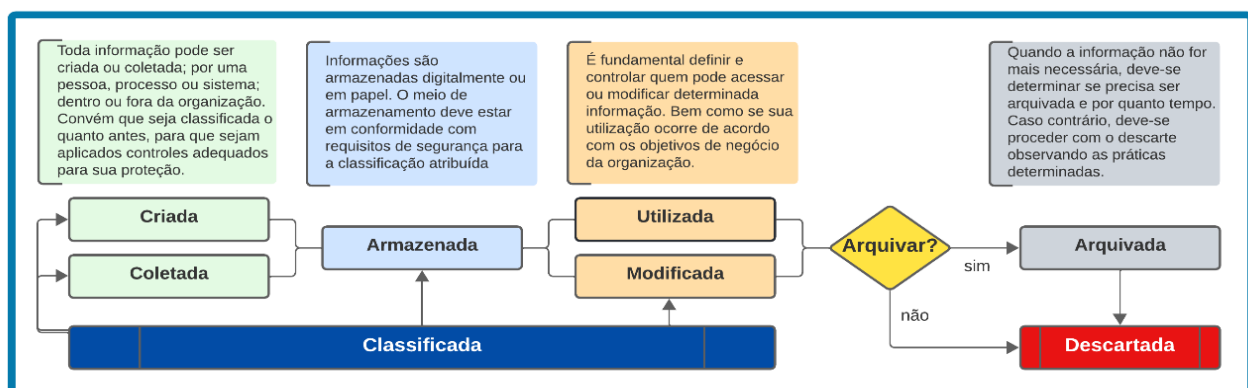 Toda informação pode ser
criada ou coletada; por uma
pessoa, processo ou sistema;
dentro ou fora da organização.
Convém que seja classificada o
quanto antes, para que sejam
aplicados controles adequados
para sua proteção.
Informações são
armazenadas digitalmente ou
em papel. O meio de
armazenamento deve estar
em conformidade com
requisitos de segurança para
a classificação atribuída
É fundamental definir e
controlar quem pode acessar
ou modificar determinada
informação. Bem como se sua
utilização ocorre de acordo
com os objetivos de negócio
da organização.
Quando a informação não for
mais necessária, deve-se
determinar se precisa ser
arquivada e por quanto tempo.
Caso contrário, deve-se
proceder com o descarte
observando as práticas
determinadas.
Criada
Coletada
Armazenada
Utilizada
Modificada
Arquivar?
sim
não
Arquivada
Classificada
Descartada